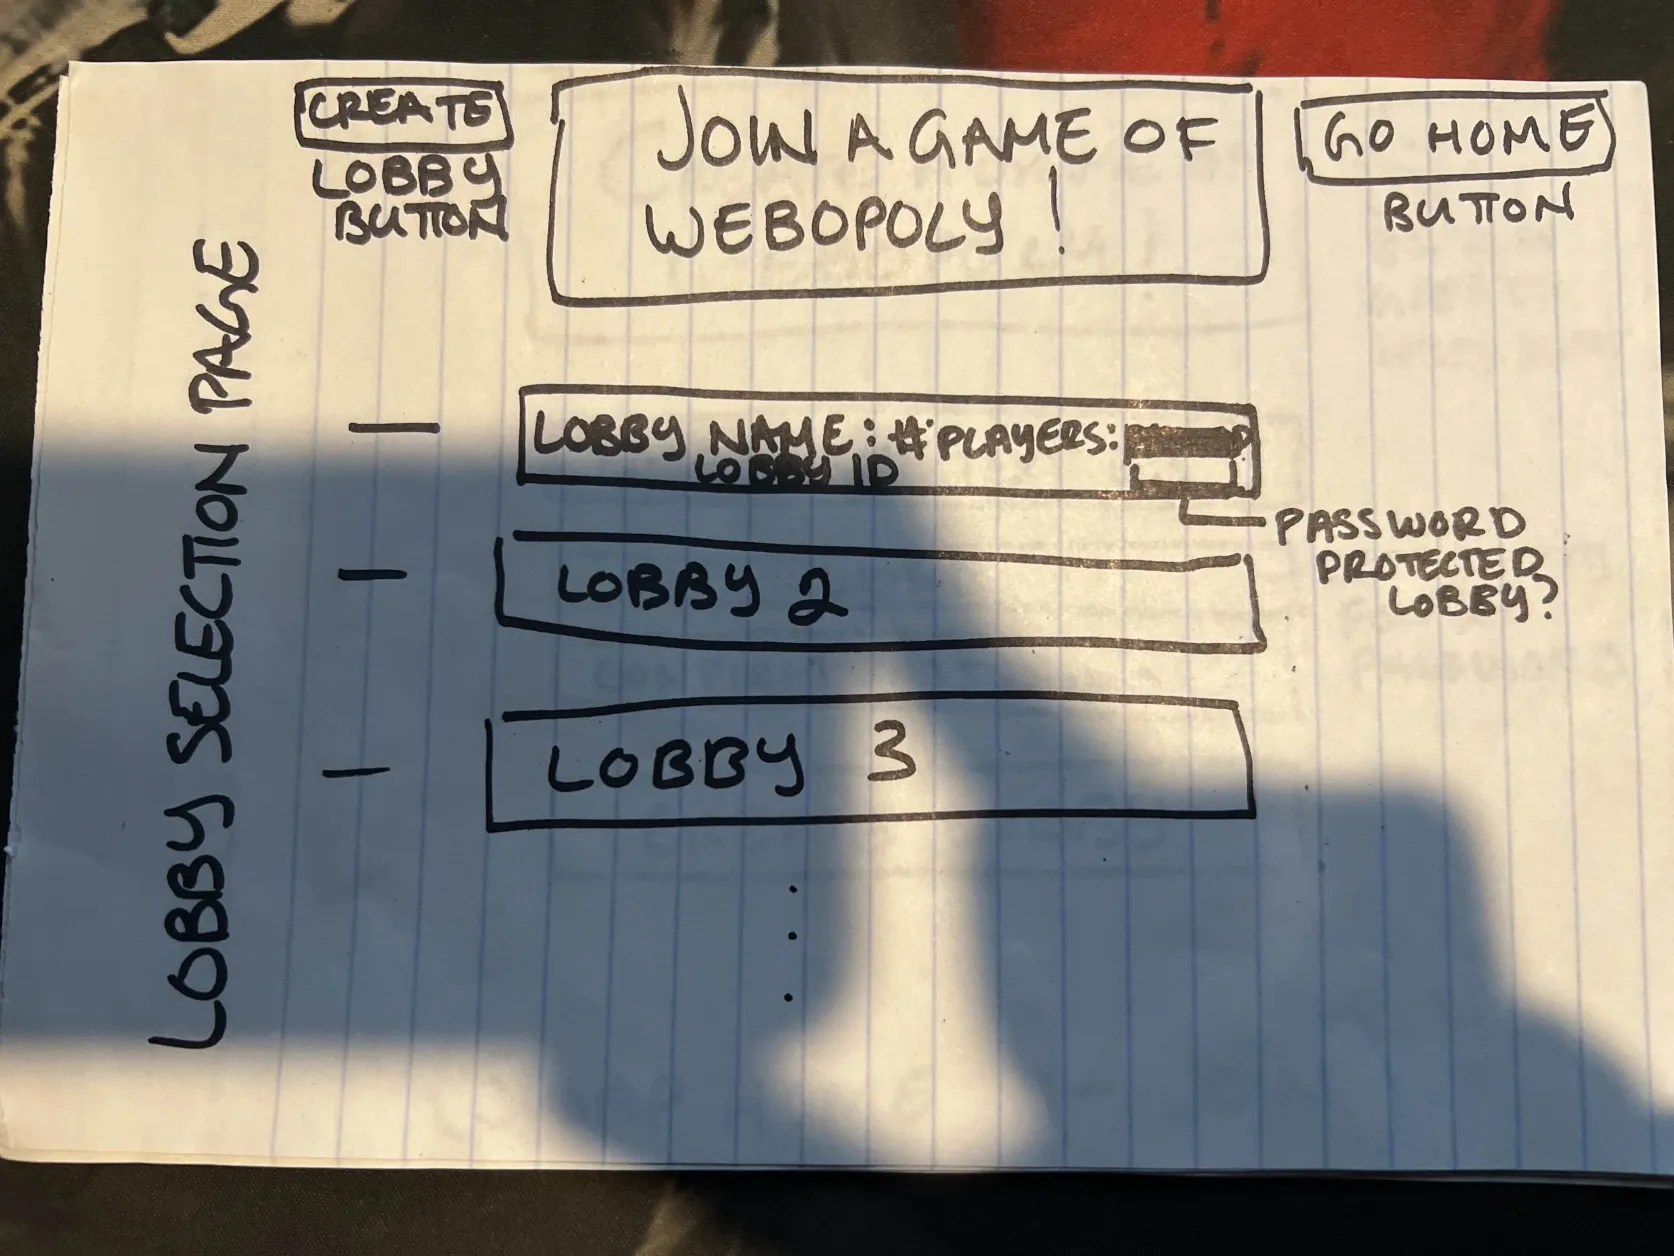 CREATE
LOBBY
BUTTON
JOIN A GAME OF
WEBOPOLY!
GO HOME
BUTTON
LOBBY SELECTION PAGE
LOBBY NAME: #PLAYERS:
LOBBY ID
PASSWORD
PROTECTED
LOBBY?
LOBBY 2
LOBBY 3